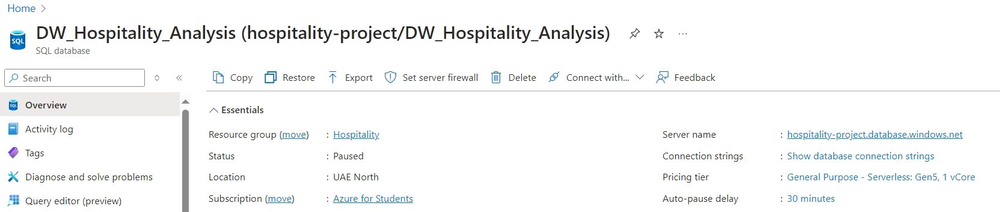 Home
DW_Hospitality_Analysis (hospitality-project/DW_Hospitality_Analysis)
SQL database
Search
Copy Restore Export Set server firewall Delete Connect with... Feedback
Overview
Activity log
Tags
Diagnose and solve problems
Query editor (preview)
Essentials
Resource group (move) : Hospitality
Status : Paused
Location : UAE North
Subscription (move) : Azure for Students
Server name : hospitality-project.database.windows.net
Connection strings : Show database connection strings
Pricing tier : General Purpose - Serverless: Gen5, 1 vCore
Auto-pause delay : 30 minutes